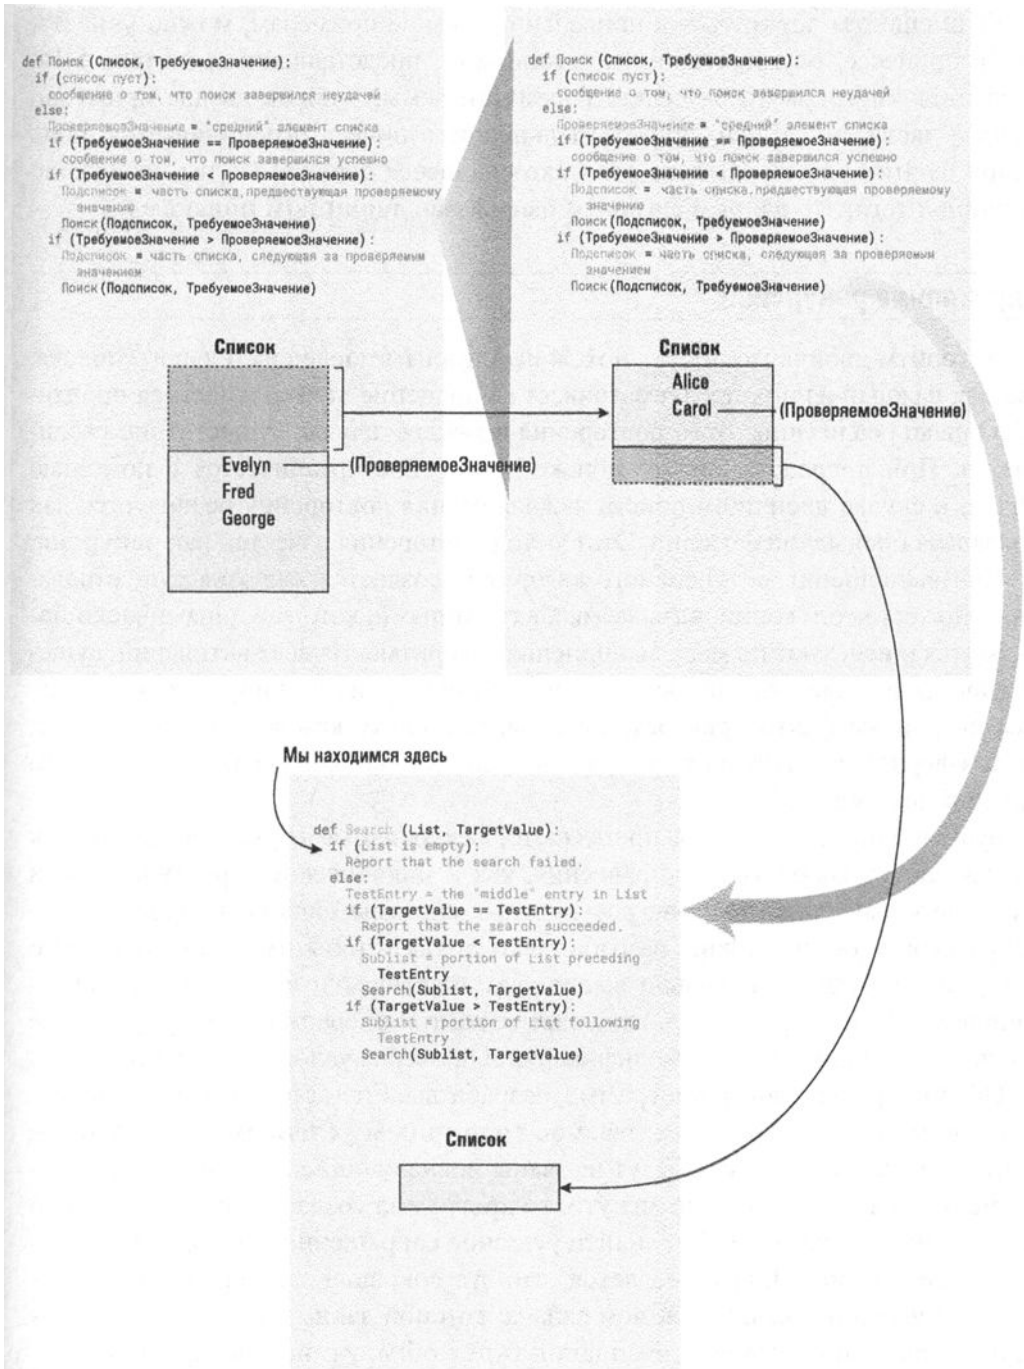 def Поиск (Список, ТребуемоеЗначение):
if (список пуст):
сообщение о том, что поиск завершился неудачей
else:
ПроверяемоеЗначение = "средний" элемент списка
if (ТребуемоеЗначение == ПроверяемоеЗначение):
сообщение о том, что поиск завершился успешно
if (ТребуемоеЗначение < ПроверяемоеЗначение):
Подсписок = часть списка,предшествующая проверяемому
значению
Поиск(Подсписок, ТребуемоеЗначение)
if (ТребуемоеЗначение > ПроверяемоеЗначение):
Подсписок = часть списка, следующая за проверяемым
значением
Поиск(Подсписок, ТребуемоеЗначение)
Список
Evelyn (ПроверяемоеЗначение)
Fred
George
def Поиск (Список, ТребуемоеЗначение):
if (список пуст):
сообщение о том, что поиск завершился неудачей
else:
ПроверяемоеЗначение = "средний" элемент списка
if (ТребуемоеЗначение == ПроверяемоеЗначение):
сообщение о том, что поиск завершился успешно
if (ТребуемоеЗначение < ПроверяемоеЗначение):
Подсписок = часть списка,предшествующая проверяемому
значению
Поиск(Подсписок, ТребуемоеЗначение)
if (ТребуемоеЗначение > ПроверяемоеЗначение):
Подсписок = часть списка, следующая за проверяемым
значением
Поиск(Подсписок, ТребуемоеЗначение)
Список
Alice
Carol (ПроверяемоеЗначение)
Мы находимся здесь
def Search (List, TargetValue):
if (List is empty):
Report that the search failed.
else:
TestEntry = the "middle" entry in List
if (TargetValue == TestEntry):
Report that the search succeeded.
if (TargetValue < TestEntry):
Sublist = portion of List preceding
TestEntry
Search(Sublist, TargetValue)
if (TargetValue > TestEntry):
Sublist = portion of List following
TestEntry
Search(Sublist, TargetValue)
Список